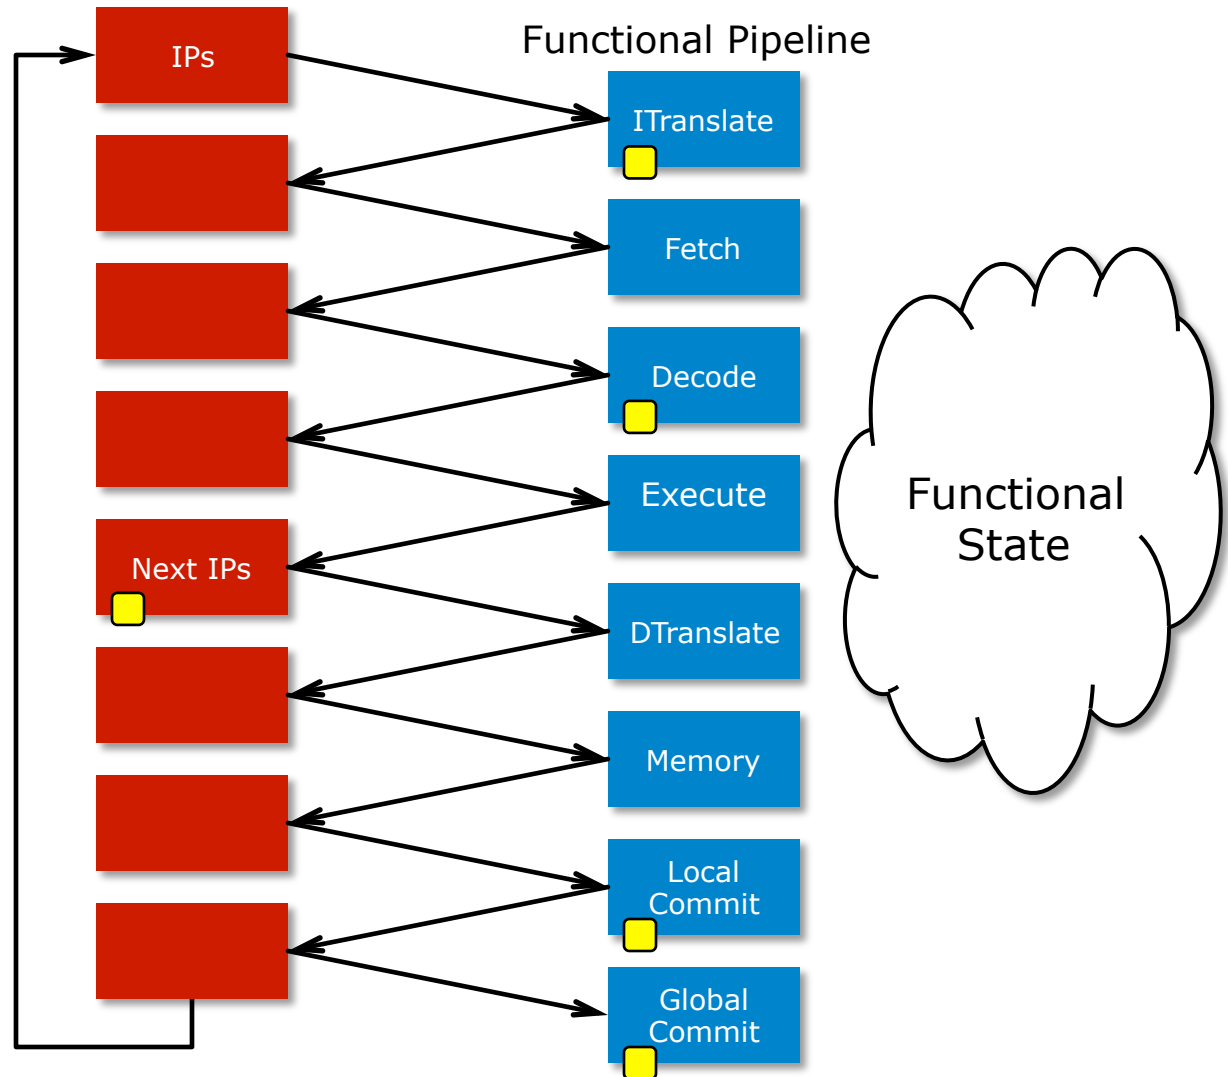 Functional Pipeline
IPs
ITranslate
Fetch
Decode
Execute
Next IPs
DTranslate
Memory
Local
Commit
Global
Commit
Functional
State